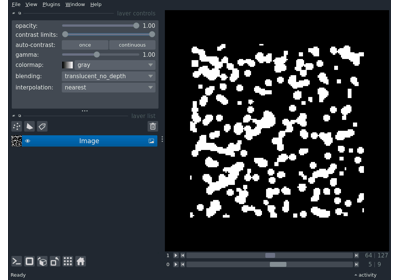 File View Plugins Window Help
layer controls
opacity: 1.00
contrast limits:
auto-contrast: once continuous
gamma: 1.00
colormap: gray
blending: translucent_no_depth
interpolation: nearest
layer list
Image
1 64 127
0 5 9
Ready activity